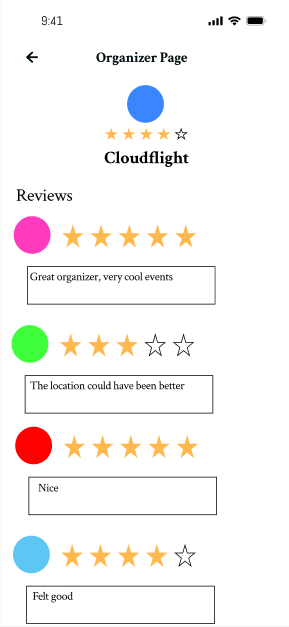 9:41
Organizer Page
Cloudflight
Reviews
Great organizer, very cool events
The location could have been better
Nice
Felt good